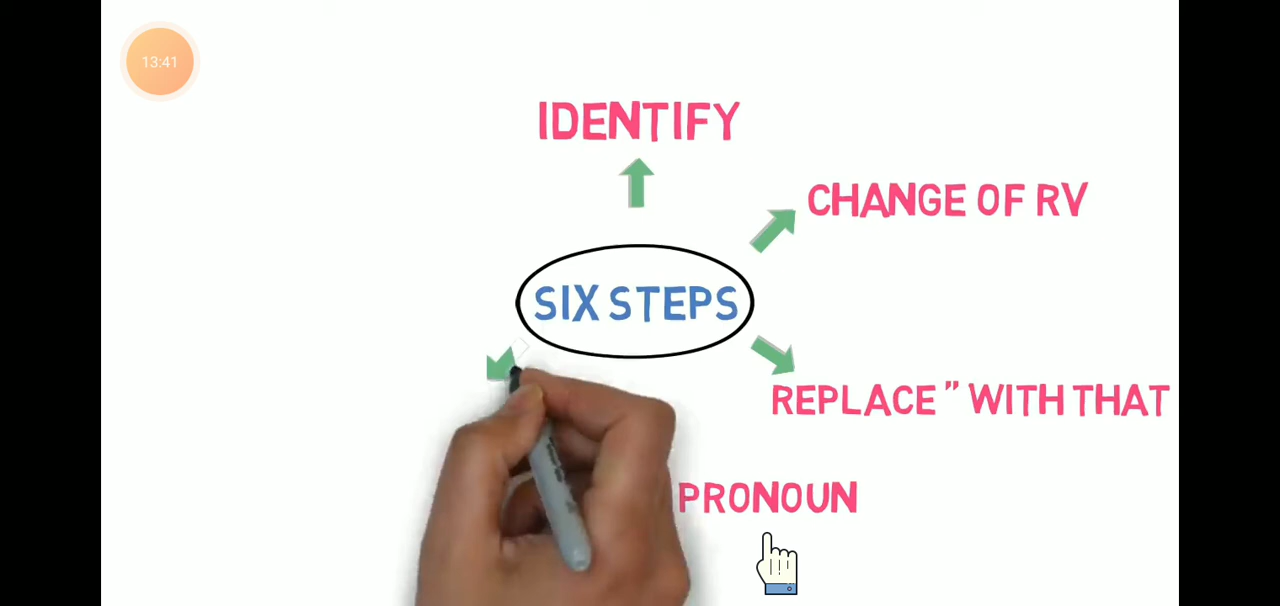 13:41
IDENTIFY
CHANGE OF RV
SIX STEPS
REPLACE " WITH THAT
PRONOUN